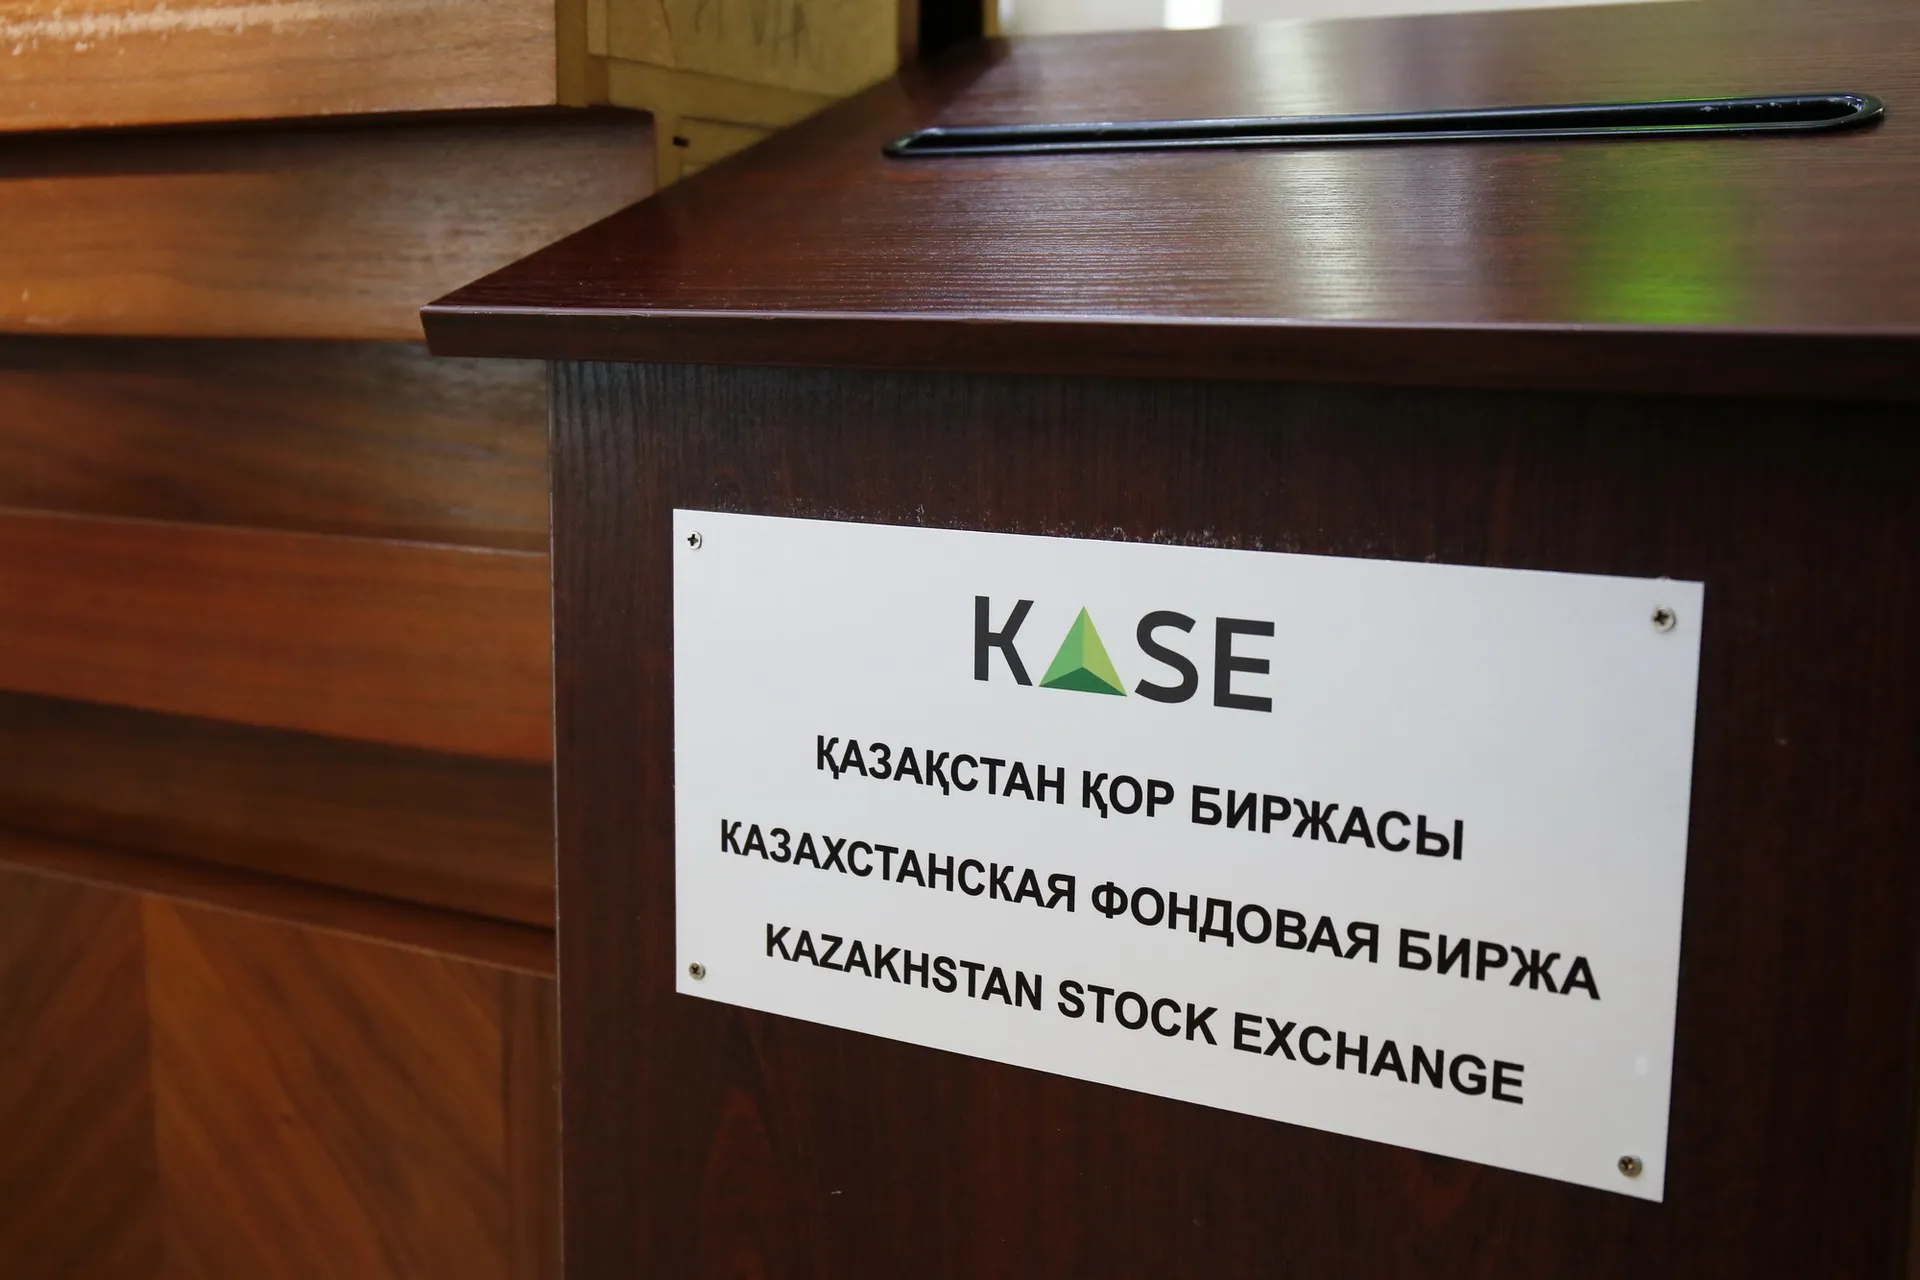 KASE
ҚАЗАҚСТАН ҚОР БИРЖАСЫ
КАЗАХСТАНСКАЯ ФОНДОВАЯ БИРЖА
KAZAKHSTAN STOCK EXCHANGE